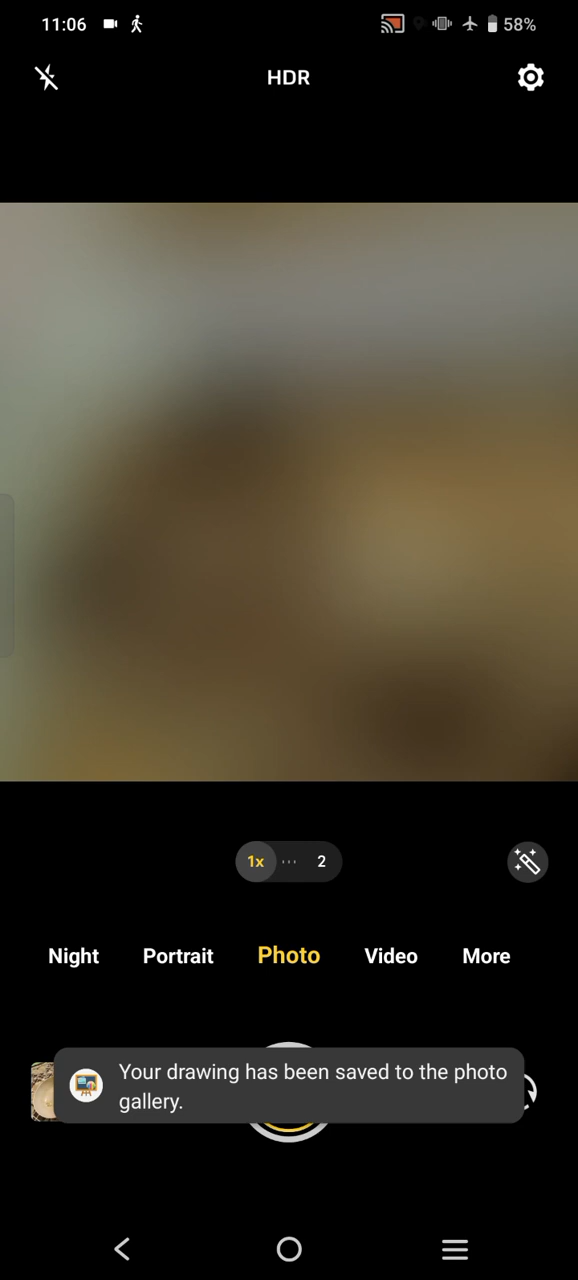 11:06
58%
HDR
1x
2
Night Portrait Photo Video More
Your drawing has been saved to the photo
gallery.